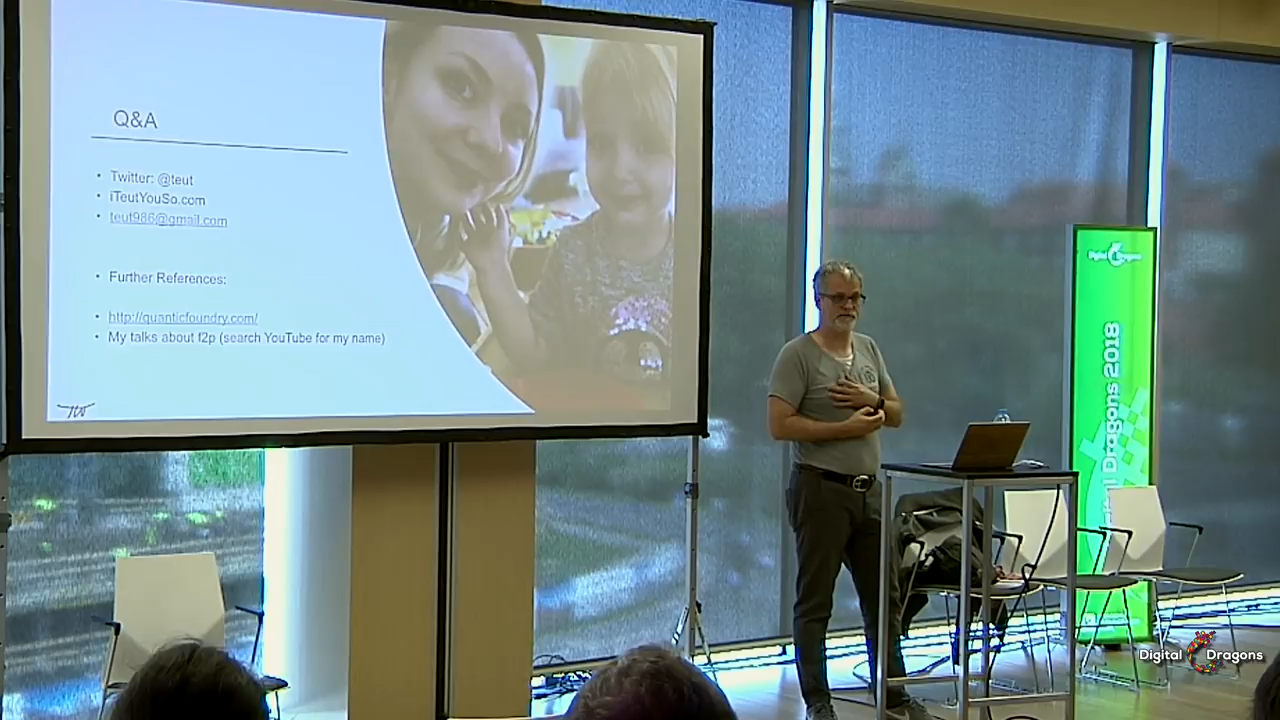 Q&A
• Twitter: @teut
• iTeutYouSo.com
• teut986@gmail.com
• Further References:
• http://quanticfoundry.com/
• My talks about f2p (search YouTube for my name)
Digital Dragons
Digital Dragons 2018
Digital Dragons